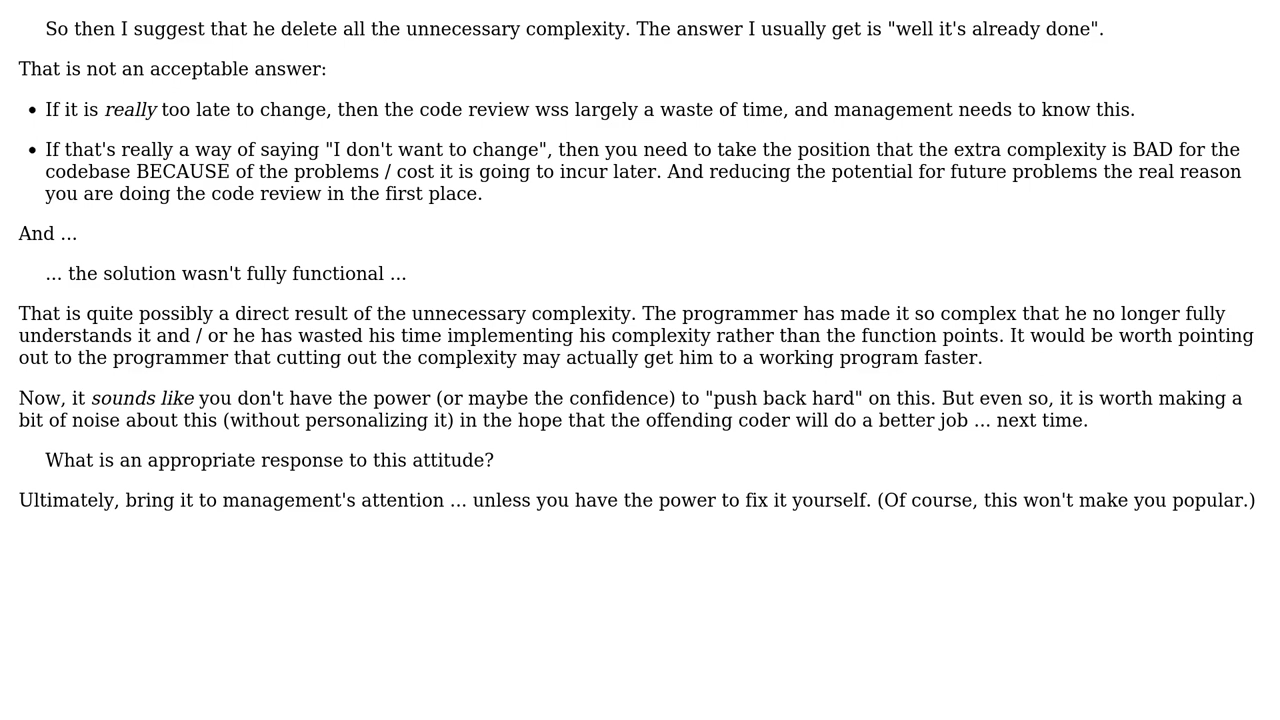 So then I suggest that he delete all the unnecessary complexity. The answer I usually get is "well it's already done".
That is not an acceptable answer:
• If it is really too late to change, then the code review wss largely a waste of time, and management needs to know this.
• If that's really a way of saying "I don't want to change", then you need to take the position that the extra complexity is BAD for the
codebase BECAUSE of the problems / cost it is going to incur later. And reducing the potential for future problems the real reason
you are doing the code review in the first place.
And ...
... the solution wasn't fully functional ...
That is quite possibly a direct result of the unnecessary complexity. The programmer has made it so complex that he no longer fully
understands it and / or he has wasted his time implementing his complexity rather than the function points. It would be worth pointing
out to the programmer that cutting out the complexity may actually get him to a working program faster.
Now, it sounds like you don't have the power (or maybe the confidence) to "push back hard" on this. But even so, it is worth making a
bit of noise about this (without personalizing it) in the hope that the offending coder will do a better job ... next time.
What is an appropriate response to this attitude?
Ultimately, bring it to management's attention ... unless you have the power to fix it yourself. (Of course, this won't make you popular.)